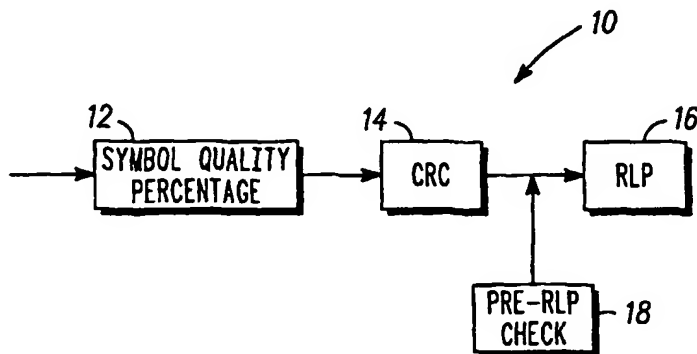 10
12
14
16
SYMBOL QUALITY
PERCENTAGE
CRC
RLP
PRE-RLP
CHECK
18